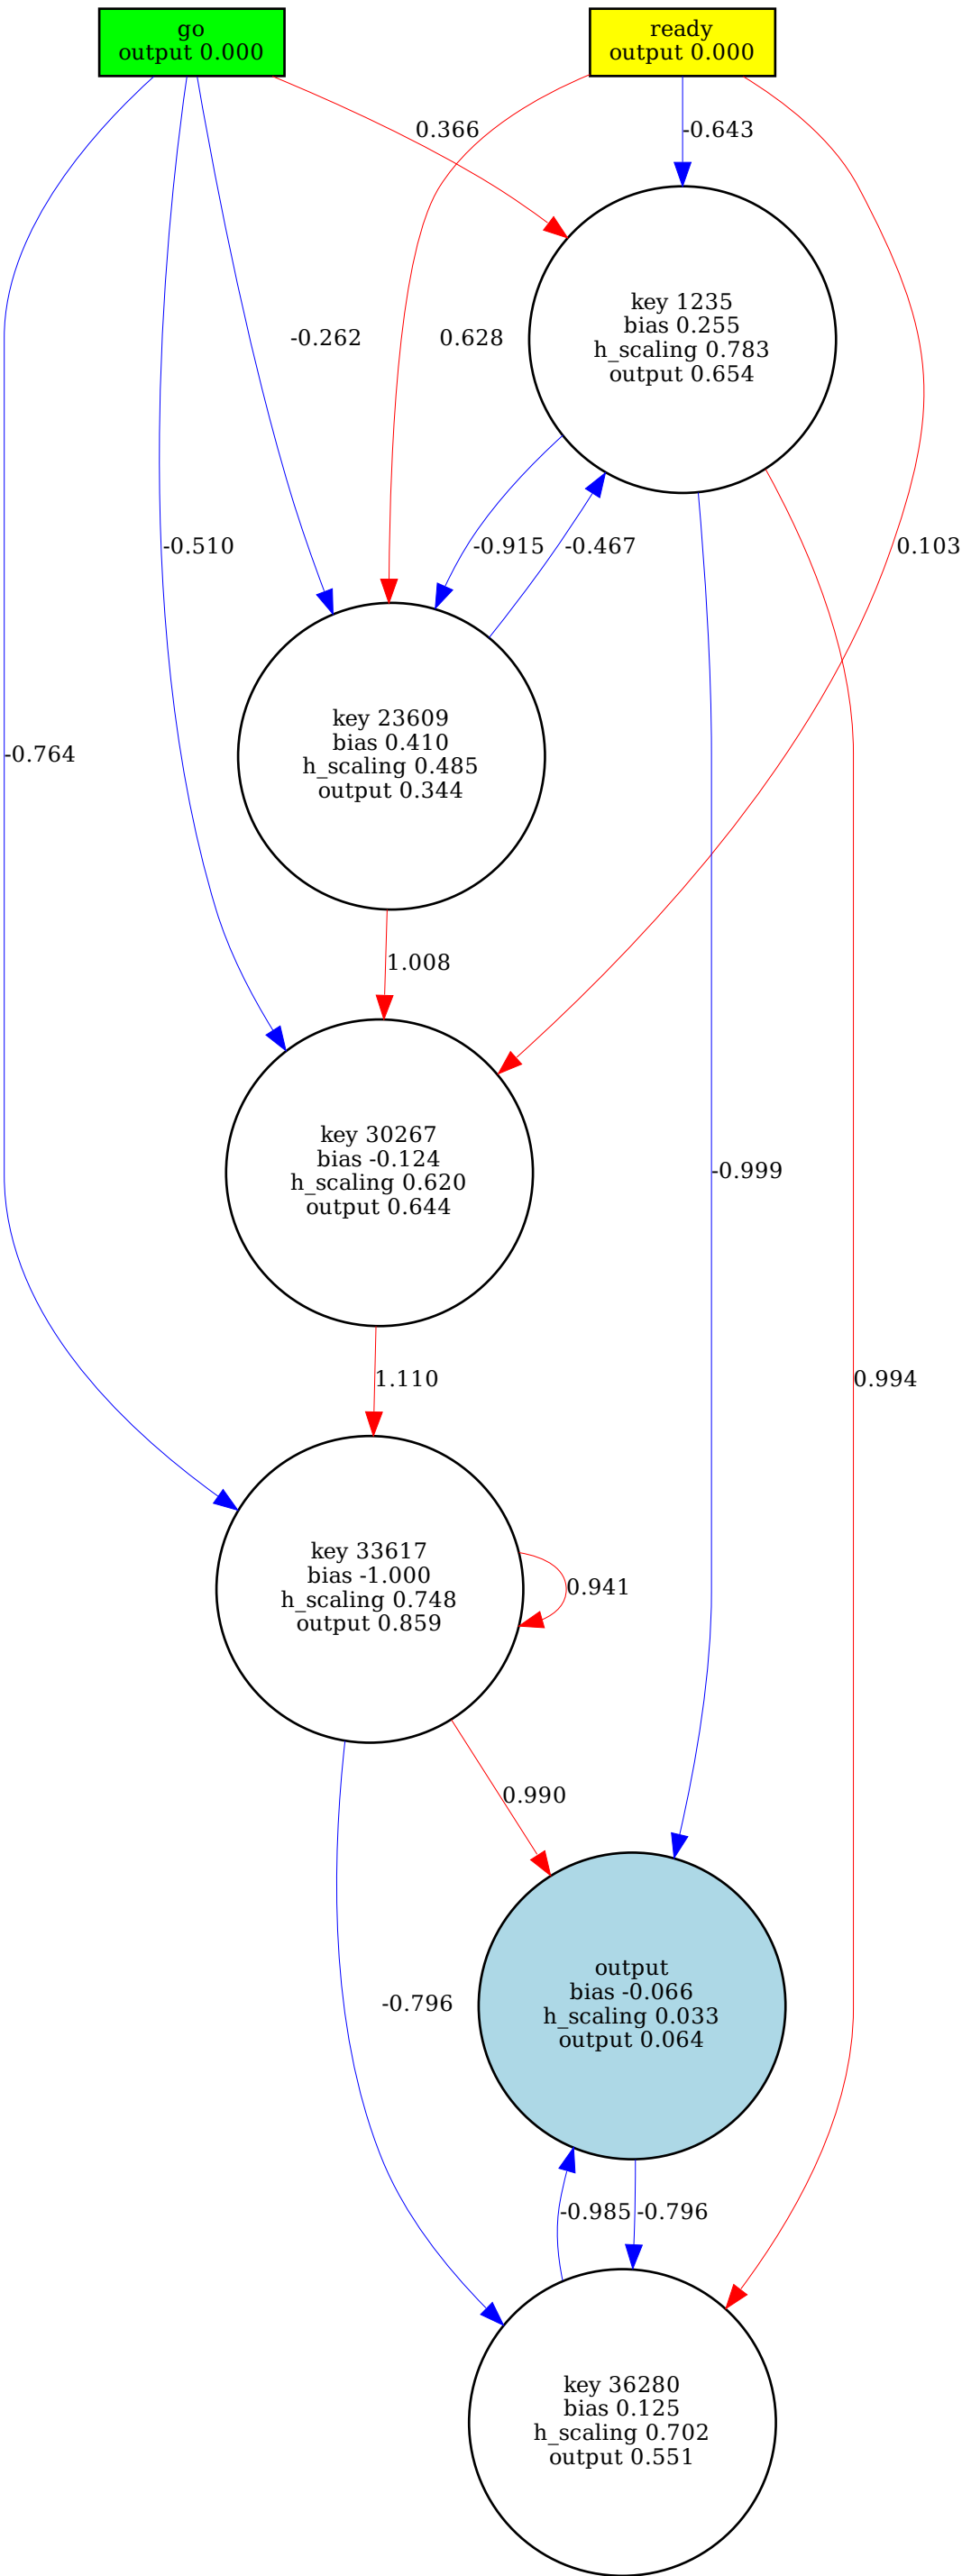 go
output 0.000
ready
output 0.000
0.366
-0.643
key 1235
bias 0.255
h_scaling 0.783
output 0.654
-0.262
0.628
-0.510
-0.915
-0.467
0.103
key 23609
bias 0.410
h_scaling 0.485
output 0.344
-0.764
1.008
key 30267
bias -0.124
h_scaling 0.620
output 0.644
-0.999
1.110
0.994
key 33617
bias -1.000
h_scaling 0.748
output 0.859
0.941
0.990
output
bias -0.066
h_scaling 0.033
output 0.064
-0.796
-0.985
-0.796
key 36280
bias 0.125
h_scaling 0.702
output 0.551